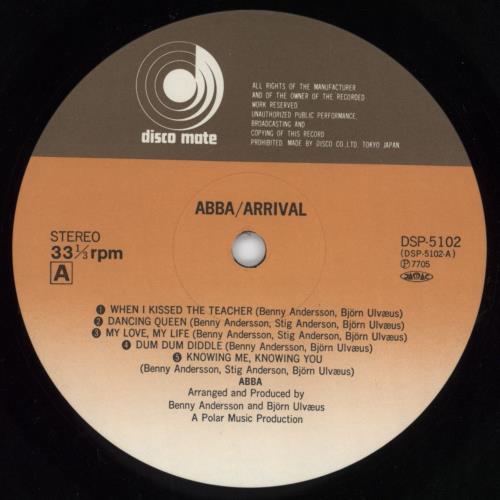 disco mate
ALL RIGHTS OF THE MANUFACTURER
AND OF THE OWNER OF THE RECORDED
WORK RESERVED
UNAUTHORIZED PUBLIC PERFORMANCE,
BROADCASTING AND
COPYING OF THIS RECORD
PROHIBITED. MADE BY DISCO CO., LTD. TOKYO JAPAN
ABBA/ARRIVAL
STEREO
33⅓rpm
A
DSP-5102
(DSP-5102-A)
Ⓟ7705
JASRAC
❶ WHEN I KISSED THE TEACHER (Benny Andersson, Björn Ulvæus)
❷ DANCING QUEEN (Benny Andersson, Stig Anderson, Björn Ulvæus)
❸ MY LOVE, MY LIFE (Benny Andersson, Stig Anderson, Björn Ulvæus)
❹ DUM DUM DIDDLE (Benny Andersson, Björn Ulvæus)
❺ KNOWING ME, KNOWING YOU
(Benny Andersson, Stig Anderson, Björn Ulvæus)
ABBA
Arranged and Produced by
Benny Andersson and Björn Ulvæus
A Polar Music Production